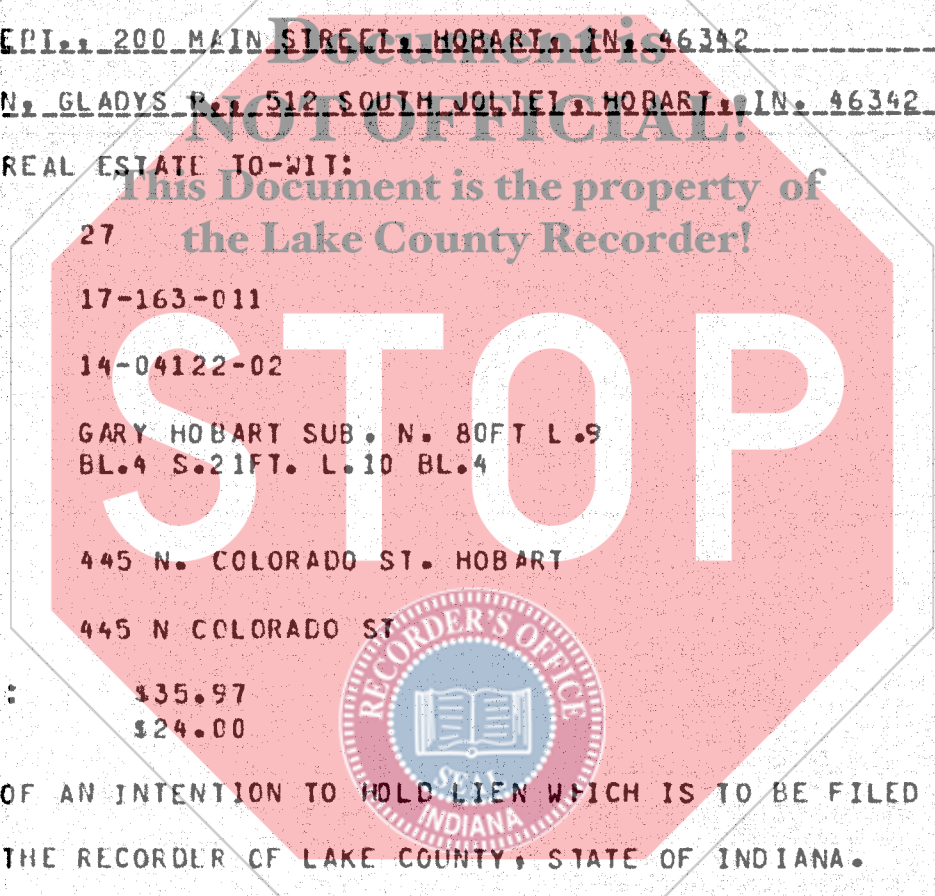 EPI., 200 MAIN STREET, HOBART, IN. 46342
Document is
N, GLADYS R., 512 SOUTH JOLIET, HOBART, IN. 46342
NOT OFFICIAL!
REAL ESTATE TO-WIT:
This Document is the property of
27
the Lake County Recorder!
17-163-011
STOP
14-04122-02
GARY HOBART SUB. N. 80FT L.9
BL.4 S.21FT. L.10 BL.4
445 N. COLORADO ST. HOBART
445 N COLORADO ST
RECORDER'S OFFICE
: $35.97
$24.00
SEAL
OF AN INTENTION TO HOLD LIEN WHICH IS TO BE FILED
INDIANA
THE RECORDER OF LAKE COUNTY, STATE OF INDIANA.